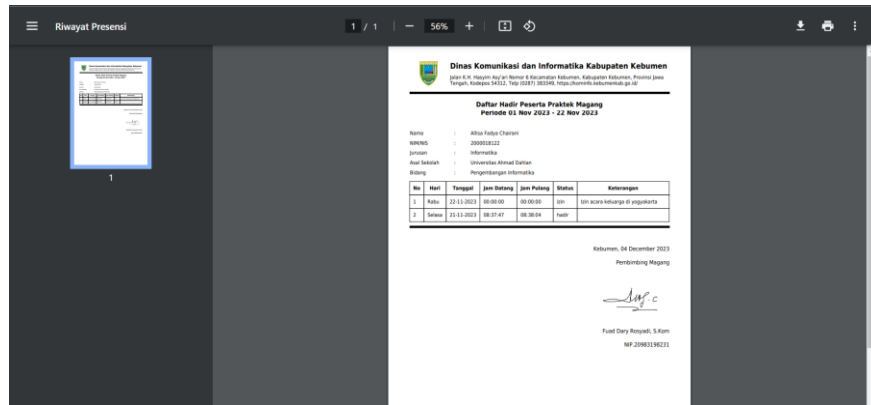 Riwayat Presensi
1 / 1
56%
1
Dinas Komunikasi dan Informatika Kabupaten Kebumen
Jalan K.H. Hasyim Asy'ari Nomor 6 Kecamatan Kebumen, Kabupaten Kebumen, Provinsi Jawa
Tengah, Kodepos 54312, Telp (0287) 383349, https://kominfo.kebumenkab.go.id/
Daftar Hadir Peserta Praktek Magang
Periode 01 Nov 2023 - 22 Nov 2023
Nama : Alisa Fadya Chairani
NIM/NIS : 2000018122
Jurusan : Informatika
Asal Sekolah : Universitas Ahmad Dahlan
Bidang : Pengembangan Informatika
No Hari Tanggal Jam Datang Jam Pulang Status Keterangan
1 Rabu 22-11-2023 00:00:00 00:00:00 izin Izin acara keluarga di yogyakarta
2 Selasa 21-11-2023 08:37:47 08:38:04 hadir
Kebumen, 04 December 2023
Pembimbing Magang
Fuad Dary Rosyadi, S.Kom
NIP.20983198231